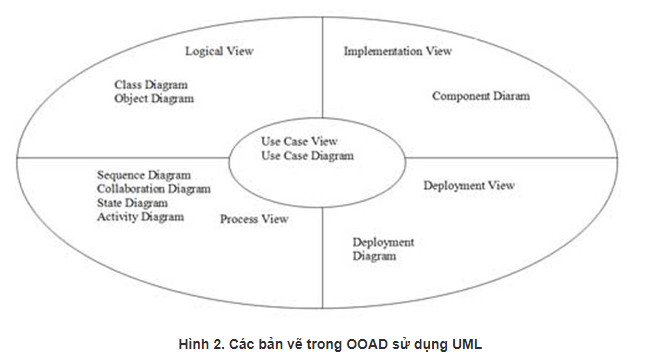 Logical View
Implementation View
Class Diagram
Object Diagram
Component Diaram
Use Case View
Use Case Diagram
Sequence Diagram
Collaboration Diagram
State Diagram
Activity Diagram
Process View
Deployment View
Deployment
Diagram
Hình 2. Các bản vẽ trong OOAD sử dụng UML